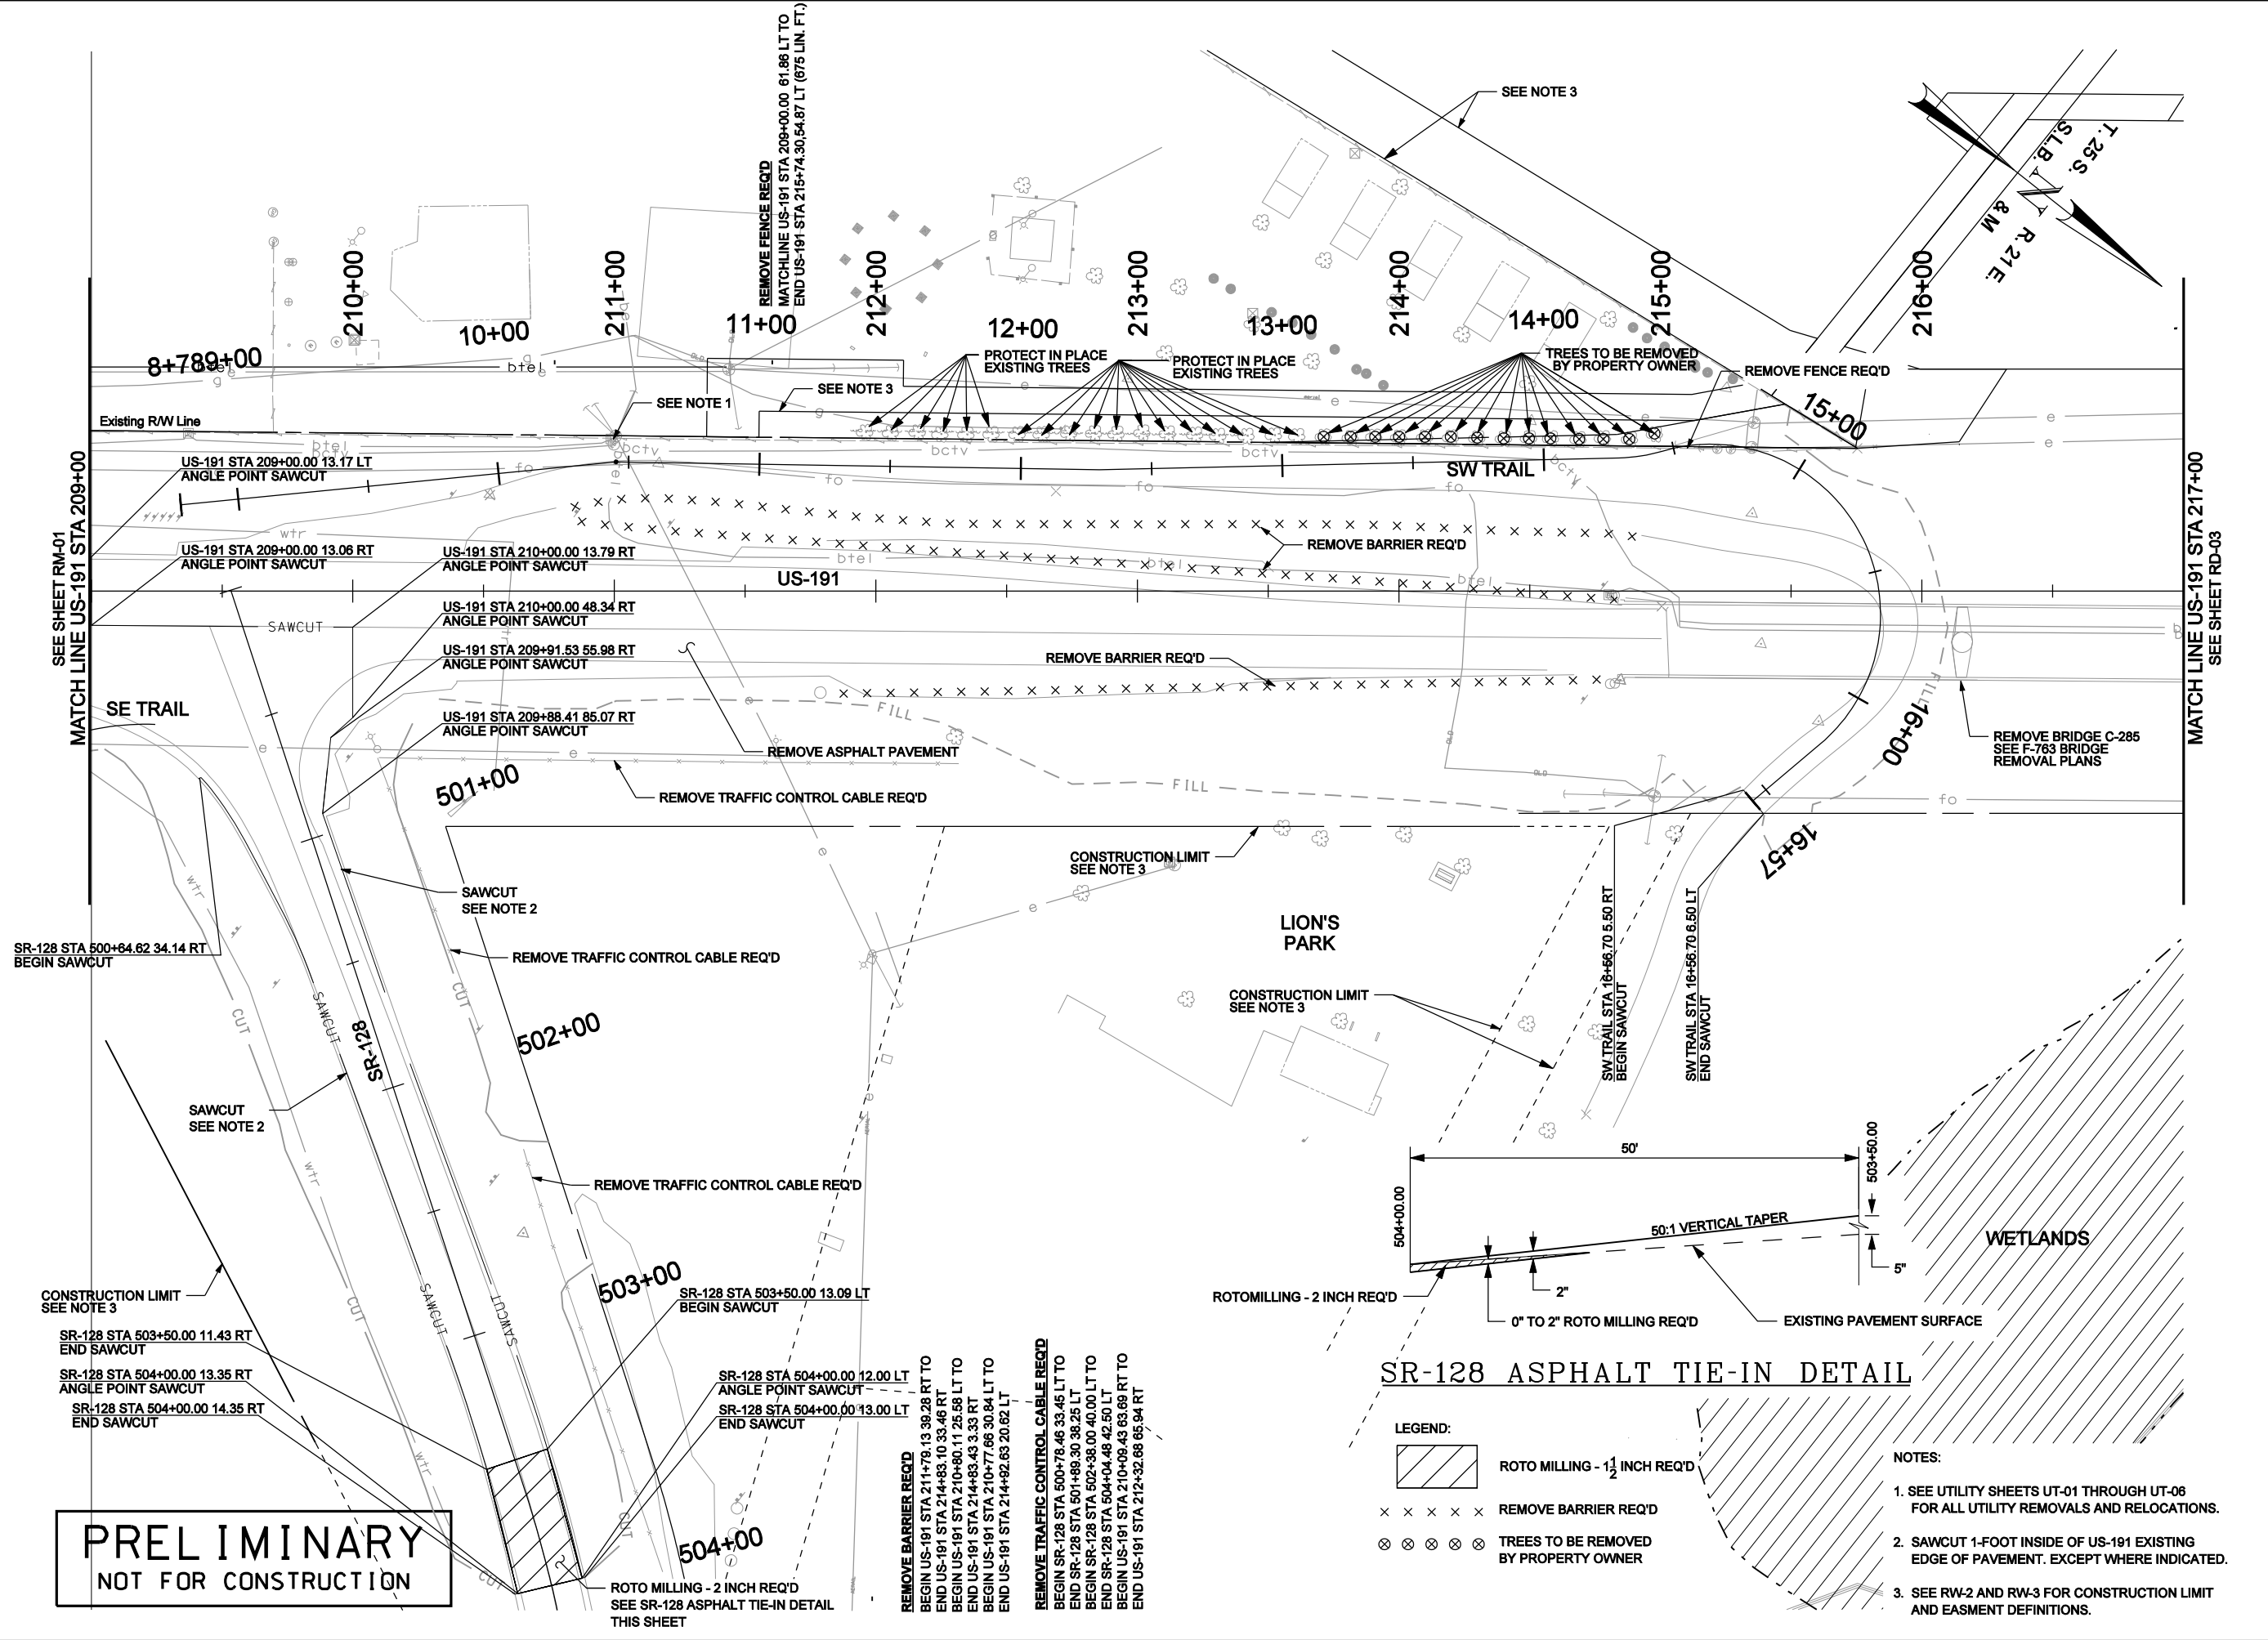 REMOVE FENCE REQ'D
MATCHLINE US-191 STA 209+00.00 61.86 LT TO
END US-191 STA 215+74.30,54.87 LT (675 LIN. FT.)
SEE NOTE 3
T. 25 S.
S.L.B.
& M
R. 21 E.
N
210+00
211+00
212+00
213+00
214+00
215+00
216+00
8+789+00
10+00
11+00
12+00
13+00
14+00
15+00
16+00
16+57
PROTECT IN PLACE
EXISTING TREES
PROTECT IN PLACE
EXISTING TREES
TREES TO BE REMOVED
BY PROPERTY OWNER
REMOVE FENCE REQ'D
SEE NOTE 3
SEE NOTE 1
Existing R/W Line
btel
btel
bctv
bctv
bctv
bctv
bctv
bctv
fo
fo
fo
fo
fo
SW TRAIL
SEE SHEET RM-01
MATCH LINE US-191 STA 209+00
MATCH LINE US-191 STA 217+00
SEE SHEET RD-03
US-191 STA 209+00.00 13.17 LT
ANGLE POINT SAWCUT
US-191 STA 209+00.00 13.06 RT
ANGLE POINT SAWCUT
US-191 STA 210+00.00 13.79 RT
ANGLE POINT SAWCUT
US-191 STA 210+00.00 48.34 RT
ANGLE POINT SAWCUT
US-191 STA 209+91.53 55.98 RT
ANGLE POINT SAWCUT
US-191 STA 209+88.41 85.07 RT
ANGLE POINT SAWCUT
wtr
btel
btel
btel
wtr
REMOVE BARRIER REQ'D
US-191
SAWCUT
REMOVE BARRIER REQ'D
SE TRAIL
FILL
FILL
FILL
REMOVE ASPHALT PAVEMENT
REMOVE TRAFFIC CONTROL CABLE REQ'D
REMOVE BRIDGE C-285
SEE F-763 BRIDGE
REMOVAL PLANS
501+00
502+00
503+00
504+00
CONSTRUCTION LIMIT
SEE NOTE 3
SAWCUT
SEE NOTE 2
REMOVE TRAFFIC CONTROL CABLE REQ'D
SR-128 STA 500+64.62 34.14 RT
BEGIN SAWCUT
LION'S
PARK
CONSTRUCTION LIMIT
SEE NOTE 3
SW TRAIL STA 16+56.70 5.50 RT
BEGIN SAWCUT
SW TRAIL STA 16+56.70 6.50 LT
END SAWCUT
wtr
CUT
CUT
SAWCUT
SR-128
SAWCUT
SEE NOTE 2
wtr
REMOVE TRAFFIC CONTROL CABLE REQ'D
CONSTRUCTION LIMIT
SEE NOTE 3
CUT
SAWCUT
SAWCUT
SR-128 STA 503+50.00 11.43 RT
END SAWCUT
SR-128 STA 504+00.00 13.35 RT
ANGLE POINT SAWCUT
SR-128 STA 504+00.00 14.35 RT
END SAWCUT
SR-128 STA 503+50.00 13.09 LT
BEGIN SAWCUT
SR-128 STA 504+00.00 12.00 LT
ANGLE POINT SAWCUT
SR-128 STA 504+00.00 13.00 LT
END SAWCUT
wtr
CUT
CUT
PRELIMINARY
NOT FOR CONSTRUCTION
ROTO MILLING - 2 INCH REQ'D
SEE SR-128 ASPHALT TIE-IN DETAIL
THIS SHEET
REMOVE BARRIER REQ'D
BEGIN US-191 STA 211+79.13 39.28 RT TO
END US-191 STA 214+83.10 33.46 RT
BEGIN US-191 STA 210+80.11 25.58 LT TO
END US-191 STA 214+83.43 3.33 RT
BEGIN US-191 STA 210+77.66 30.84 LT TO
END US-191 STA 214+92.63 20.62 LT
REMOVE TRAFFIC CONTROL CABLE REQ'D
BEGIN SR-128 STA 500+78.46 33.45 LT TO
END SR-128 STA 501+89.30 38.25 LT
BEGIN SR-128 STA 502+38.00 40.00 LT TO
END SR-128 STA 504+04.48 42.50 LT
BEGIN US-191 STA 210+09.43 63.69 RT TO
END US-191 STA 212+32.68 65.94 RT
50'
504+00.00
503+50.00
50:1 VERTICAL TAPER
5"
2"
ROTOMILLING - 2 INCH REQ'D
0" TO 2" ROTO MILLING REQ'D
EXISTING PAVEMENT SURFACE
SR-128 ASPHALT TIE-IN DETAIL
WETLANDS
LEGEND:
ROTO MILLING - 1 1/2 INCH REQ'D
REMOVE BARRIER REQ'D
TREES TO BE REMOVED
BY PROPERTY OWNER
NOTES:
1. SEE UTILITY SHEETS UT-01 THROUGH UT-06
FOR ALL UTILITY REMOVALS AND RELOCATIONS.
2. SAWCUT 1-FOOT INSIDE OF US-191 EXISTING
EDGE OF PAVEMENT. EXCEPT WHERE INDICATED.
3. SEE RW-2 AND RW-3 FOR CONSTRUCTION LIMIT
AND EASMENT DEFINITIONS.